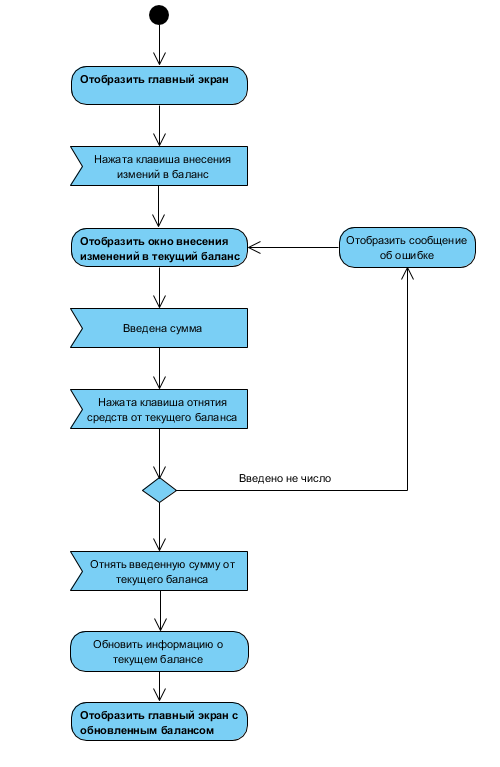 Отобразить главный экран
Нажата клавиша внесения
измений в баланс
Отобразить окно внесения
изменений в текущий баланс
Отобразить сообщение
об ошибке
Введена сумма
Нажата клавиша отнятия
средств от текущего баланса
Введено не число
Отнять введенную сумму от
текущего баланса
Обновить информацию о
текущем балансе
Отобразить главный экран с
обновленным балансом